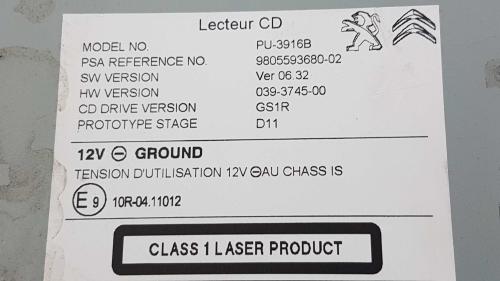 Lecteur CD
MODEL NO. PU-3916B
PSA REFERENCE NO. 9805593680-02
SW VERSION Ver 06.32
HW VERSION 039-3745-00
CD DRIVE VERSION GS1R
PROTOTYPE STAGE D11
12V ⊖ GROUND
TENSION D'UTILISATION 12V ⊖AU CHASS IS
E9 10R-04.11012
CLASS 1 LASER PRODUCT